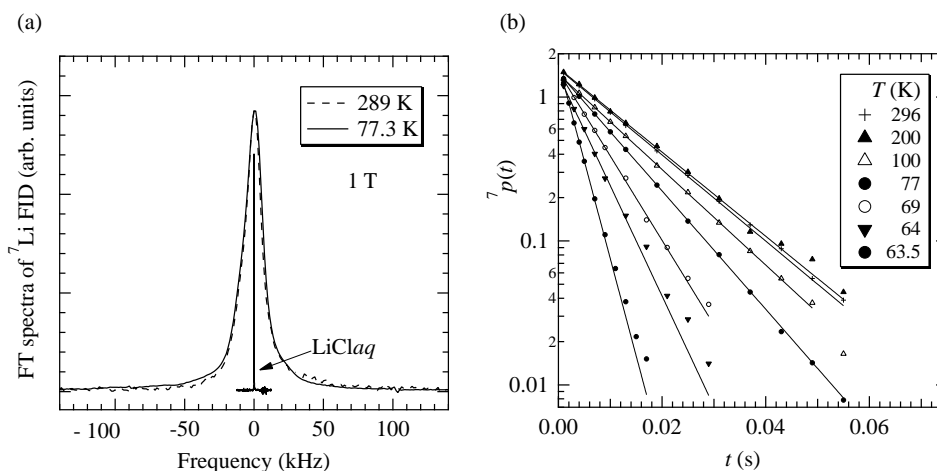 (a)
FT spectra of ⁷Li FID (arb. units)
289 K
77.3 K
1 T
LiClaq
- 100
-50
0
50
100
Frequency (kHz)
(b)
⁷p(t)
1
8
6
4
2
0.1
8
6
4
2
0.01
T (K)
296
200
100
77
69
64
63.5
0.00
0.02
0.04
0.06
t (s)